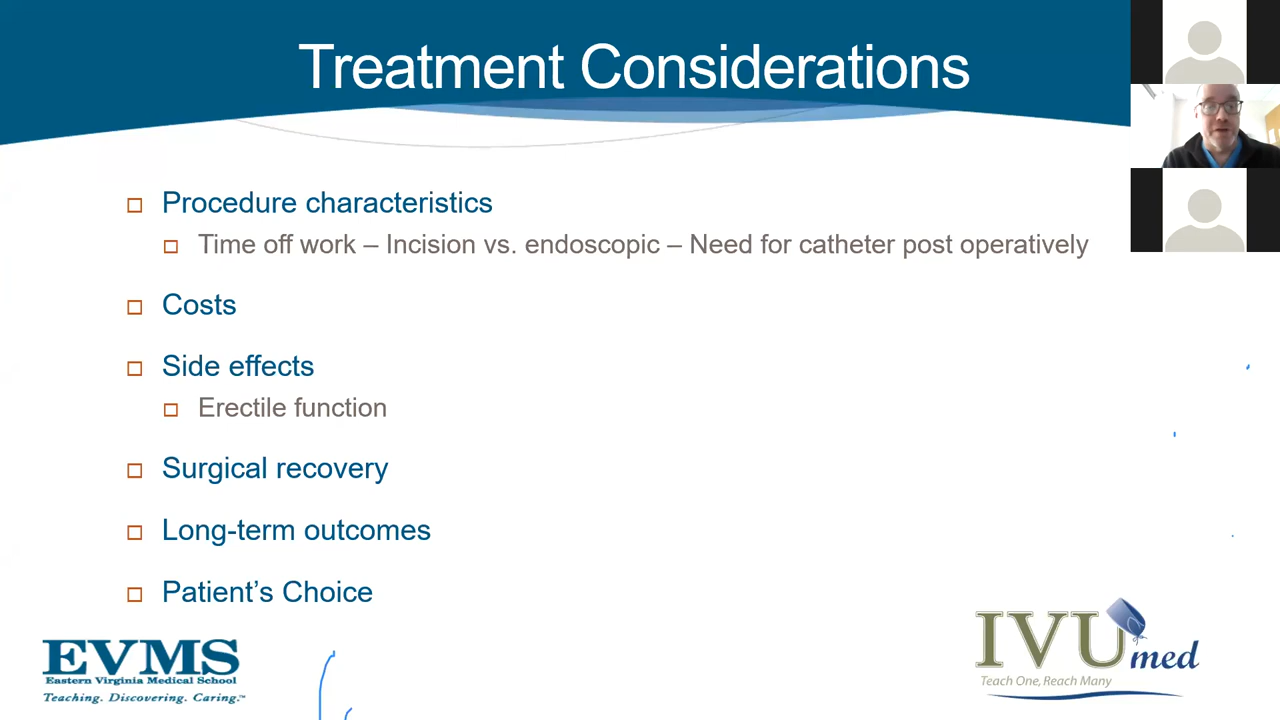 Treatment Considerations
Procedure characteristics
Time off work – Incision vs. endoscopic – Need for catheter post operatively
Costs
Side effects
Erectile function
Surgical recovery
Long-term outcomes
Patient's Choice
EVMS
Eastern Virginia Medical School
Teaching. Discovering. Caring.™
IVUmed
Teach One, Reach Many